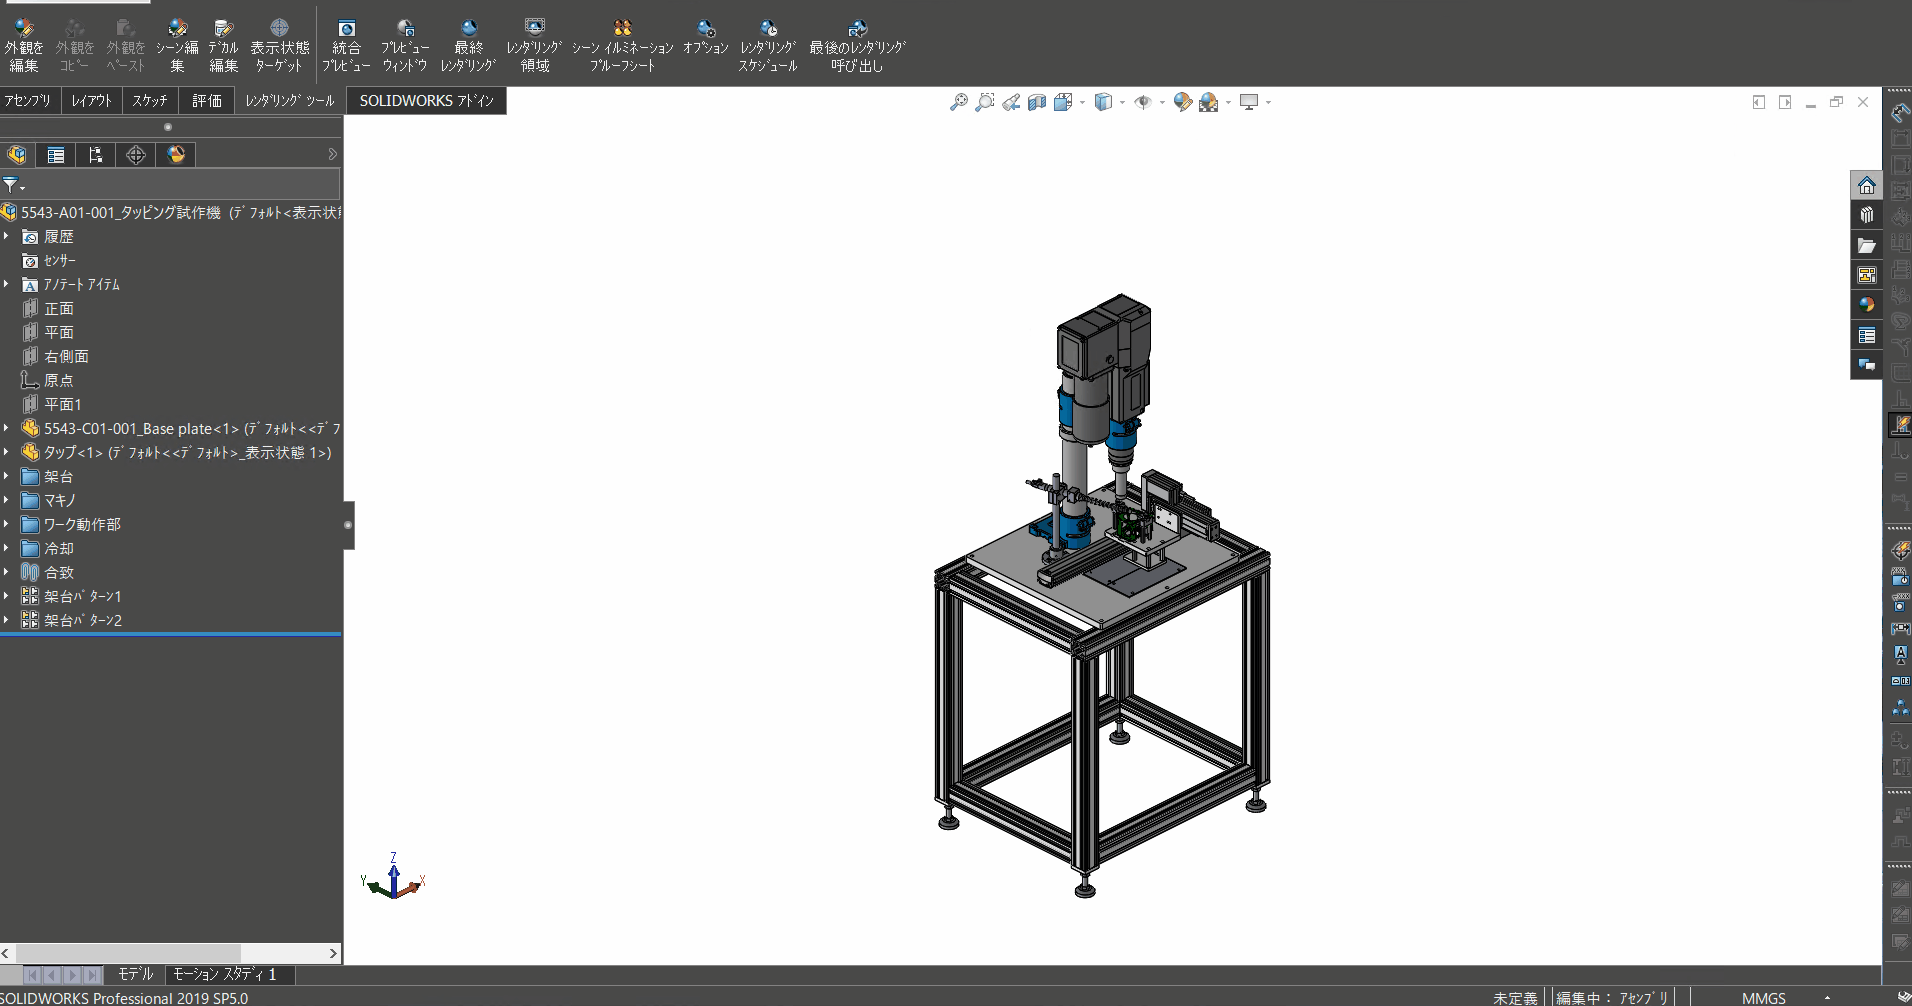 外観を 外観を 外観を シーン編 デカル 表示状態 統合 プレビュー 最終 レンダリング シーン イルミネーション オプション レンダリング 最後のレンダリング
編集 コピー ペースト 集 編集 ターゲット プレビュー ウィンドウ レンダリング 領域 プルーフシート スケジュール 呼び出し
アセンブリ レイアウト スケッチ 評価 レンダリング ツール SOLIDWORKS アドイン
5543-A01-001_タッピング試作機 (デフォルト<表示状
履歴
センサー
アノテート アイテム
正面
平面
右側面
原点
平面1
5543-C01-001_Base plate<1> (デフォルト<<デフ
タップ<1> (デフォルト<<デフォルト>_表示状態 1>)
架台
マキノ
ワーク動作部
冷却
合致
架台パターン1
架台パターン2
Z
Y X
モデル モーション スタディ 1
SOLIDWORKS Professional 2019 SP5.0 未定義 編集中: アセンブリ MMGS